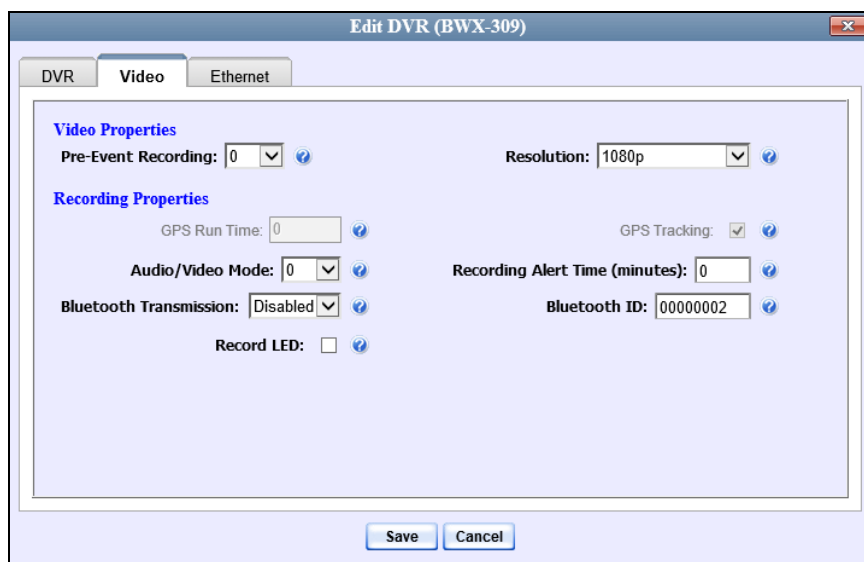 Edit DVR (BWX-309)
DVR Video Ethernet
Video Properties
Pre-Event Recording: 0 Resolution: 1080p
Recording Properties
GPS Run Time: 0 GPS Tracking:
Audio/Video Mode: 0 Recording Alert Time (minutes): 0
Bluetooth Transmission: Disabled Bluetooth ID: 00000002
Record LED:
Save Cancel